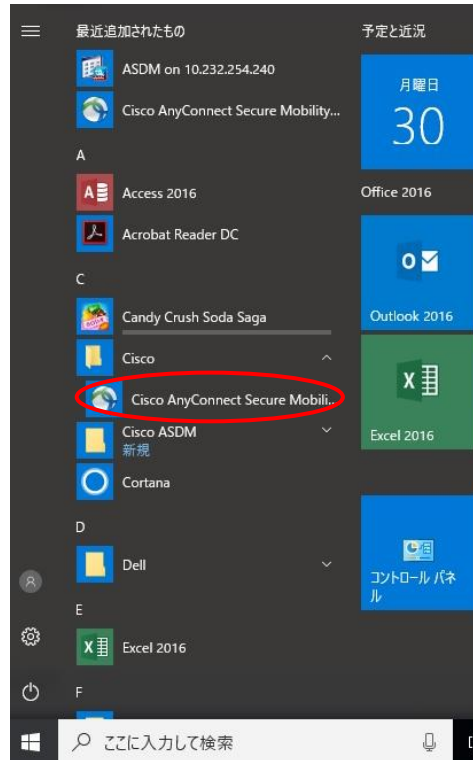 最近追加されたもの
ASDM on 10.232.254.240
Cisco AnyConnect Secure Mobility...
A
Access 2016
Acrobat Reader DC
C
Candy Crush Soda Saga
Cisco
Cisco AnyConnect Secure Mobili..
Cisco ASDM
新規
Cortana
D
Dell
E
Excel 2016
F
ここに入力して検索
予定と近況
月曜日
30
Office 2016
Outlook 2016
Excel 2016
コントロール パネ
ル